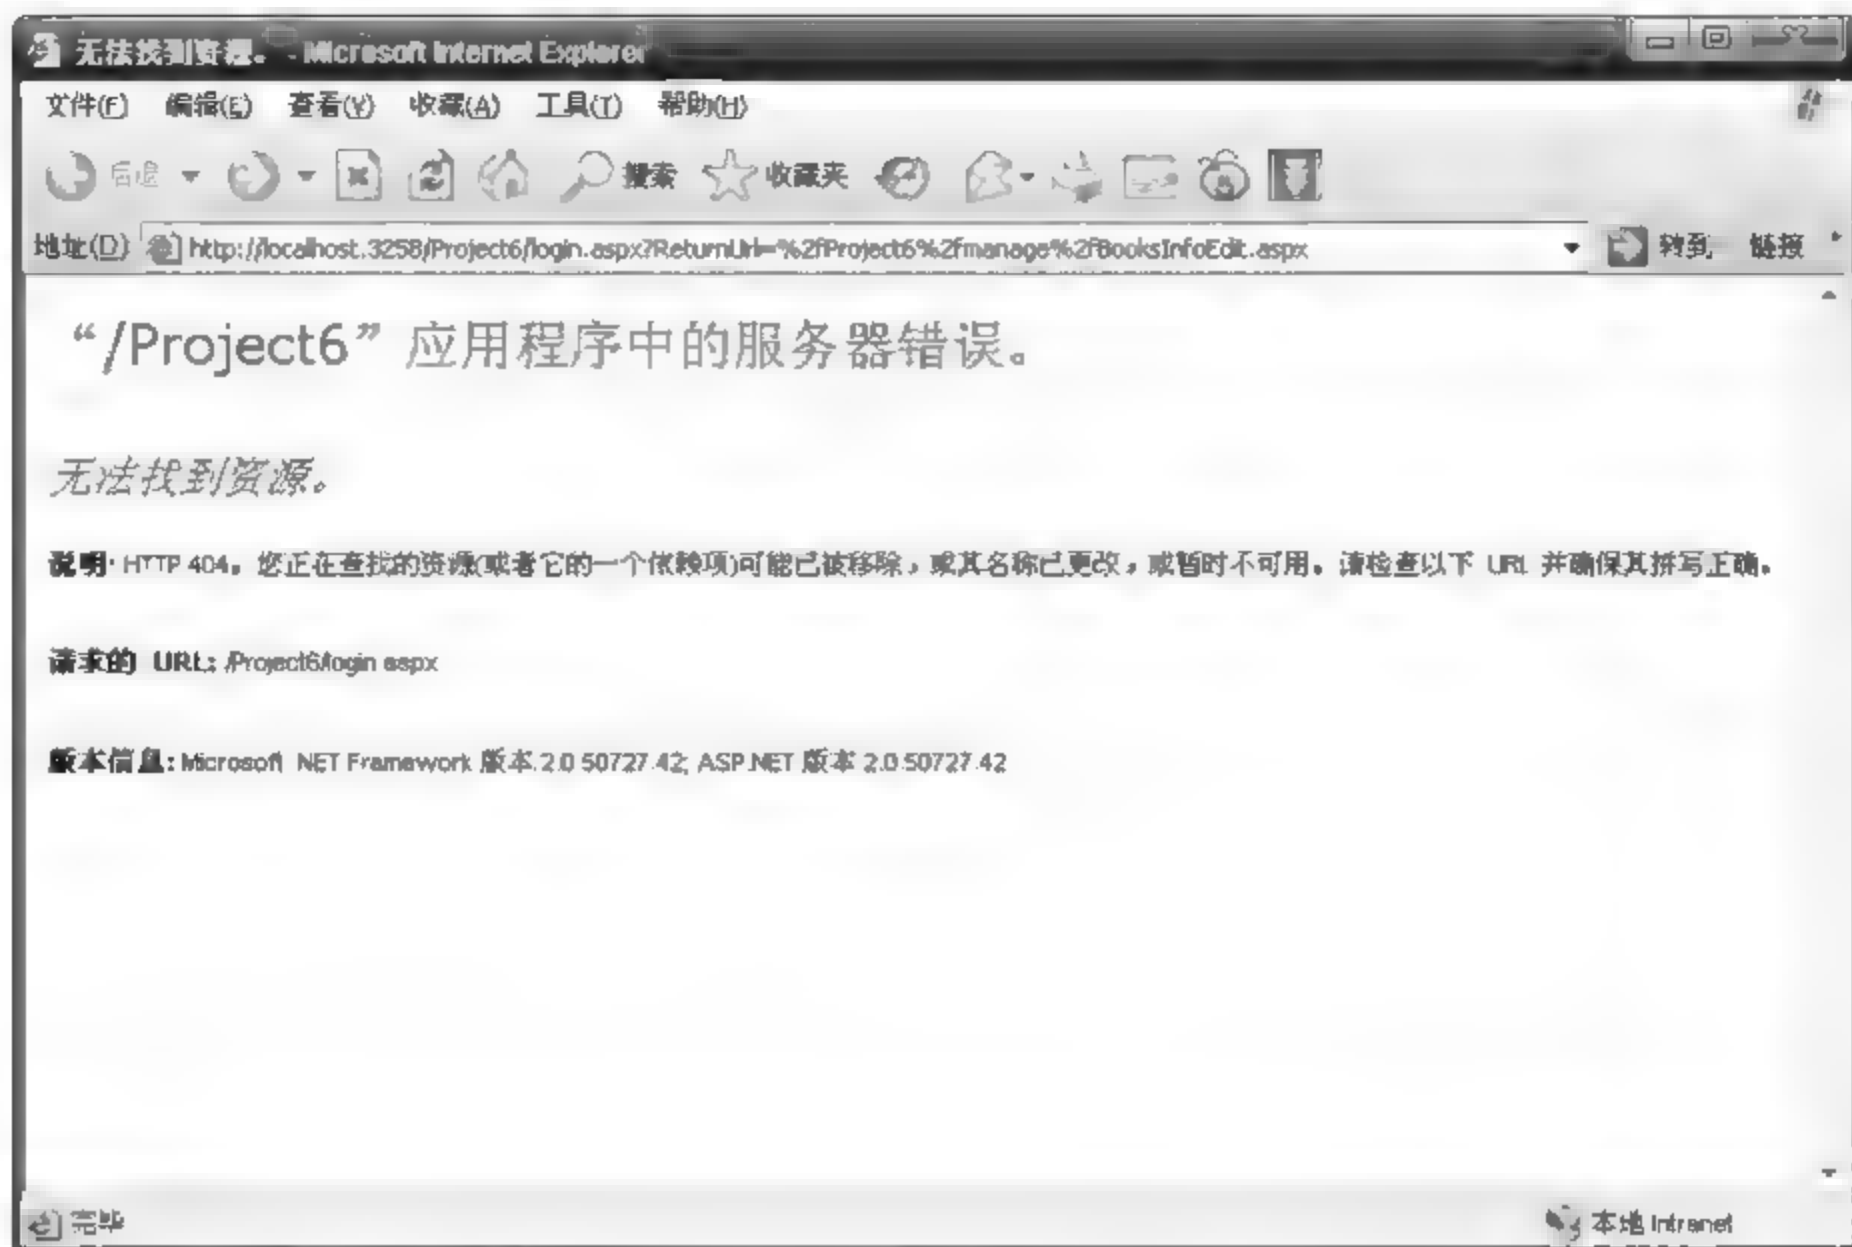 无法找到资源。 - Microsoft Internet Explorer
文件(F) 编辑(E) 查看(V) 收藏(A) 工具(T) 帮助(H)
后退 搜索 收藏夹
地址(D) http://localhost:3258/Project6/login.aspx?ReturnUrl=%2fProject6%2fmanage%2fBooksInfoEdit.aspx 转到 链接
“/Project6”应用程序中的服务器错误。
无法找到资源。
说明: HTTP 404。您正在查找的资源(或者它的一个依赖项)可能已被移除，或其名称已更改，或暂时不可用。请检查以下 URL 并确保其拼写正确。
请求的 URL: /Project6/login.aspx
版本信息: Microsoft .NET Framework 版本:2.0.50727.42; ASP.NET 版本:2.0.50727.42
完毕 本地 Intranet